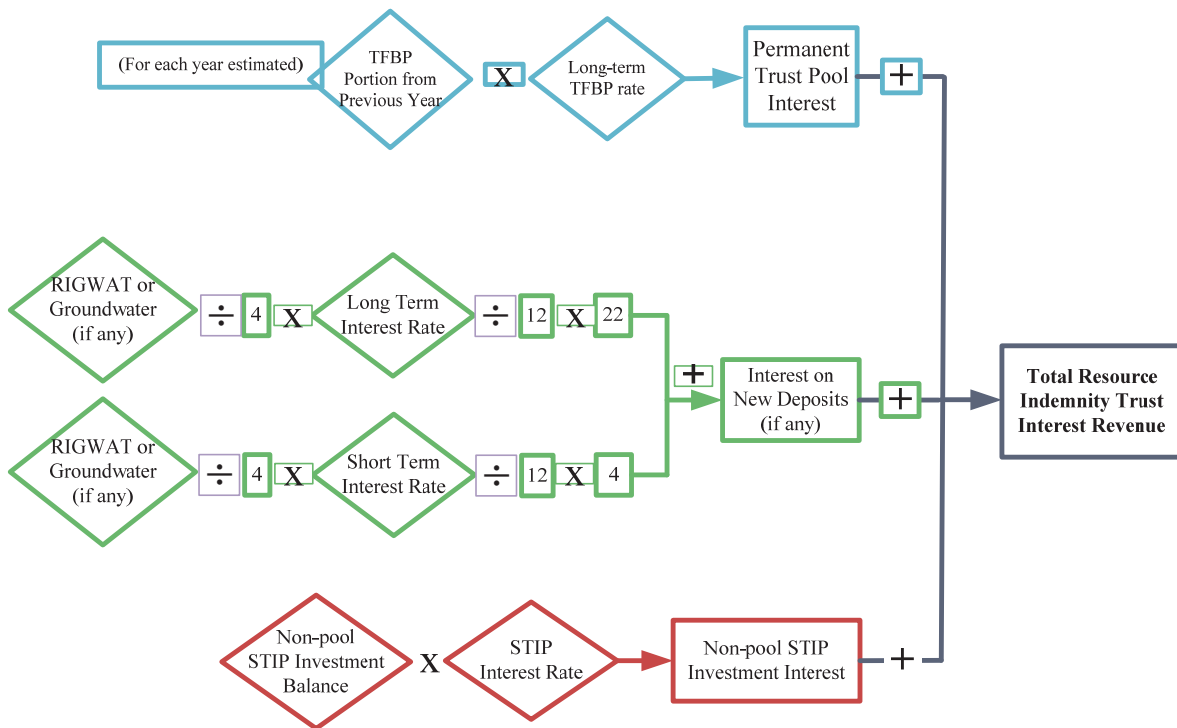 (For each year estimated)
TFBP
Portion from
Previous Year
X
Long-term
TFBP rate
Permanent
Trust Pool
Interest
+
RIGWAT or
Groundwater
(if any)
÷
4
X
Long Term
Interest Rate
÷
12
X
22
+
RIGWAT or
Groundwater
(if any)
÷
4
X
Short Term
Interest Rate
÷
12
X
4
Interest on
New Deposits
(if any)
+
Total Resource
Indemnity Trust
Interest Revenue
Non-pool
STIP Investment
Balance
X
STIP
Interest Rate
Non-pool STIP
Investment Interest
+